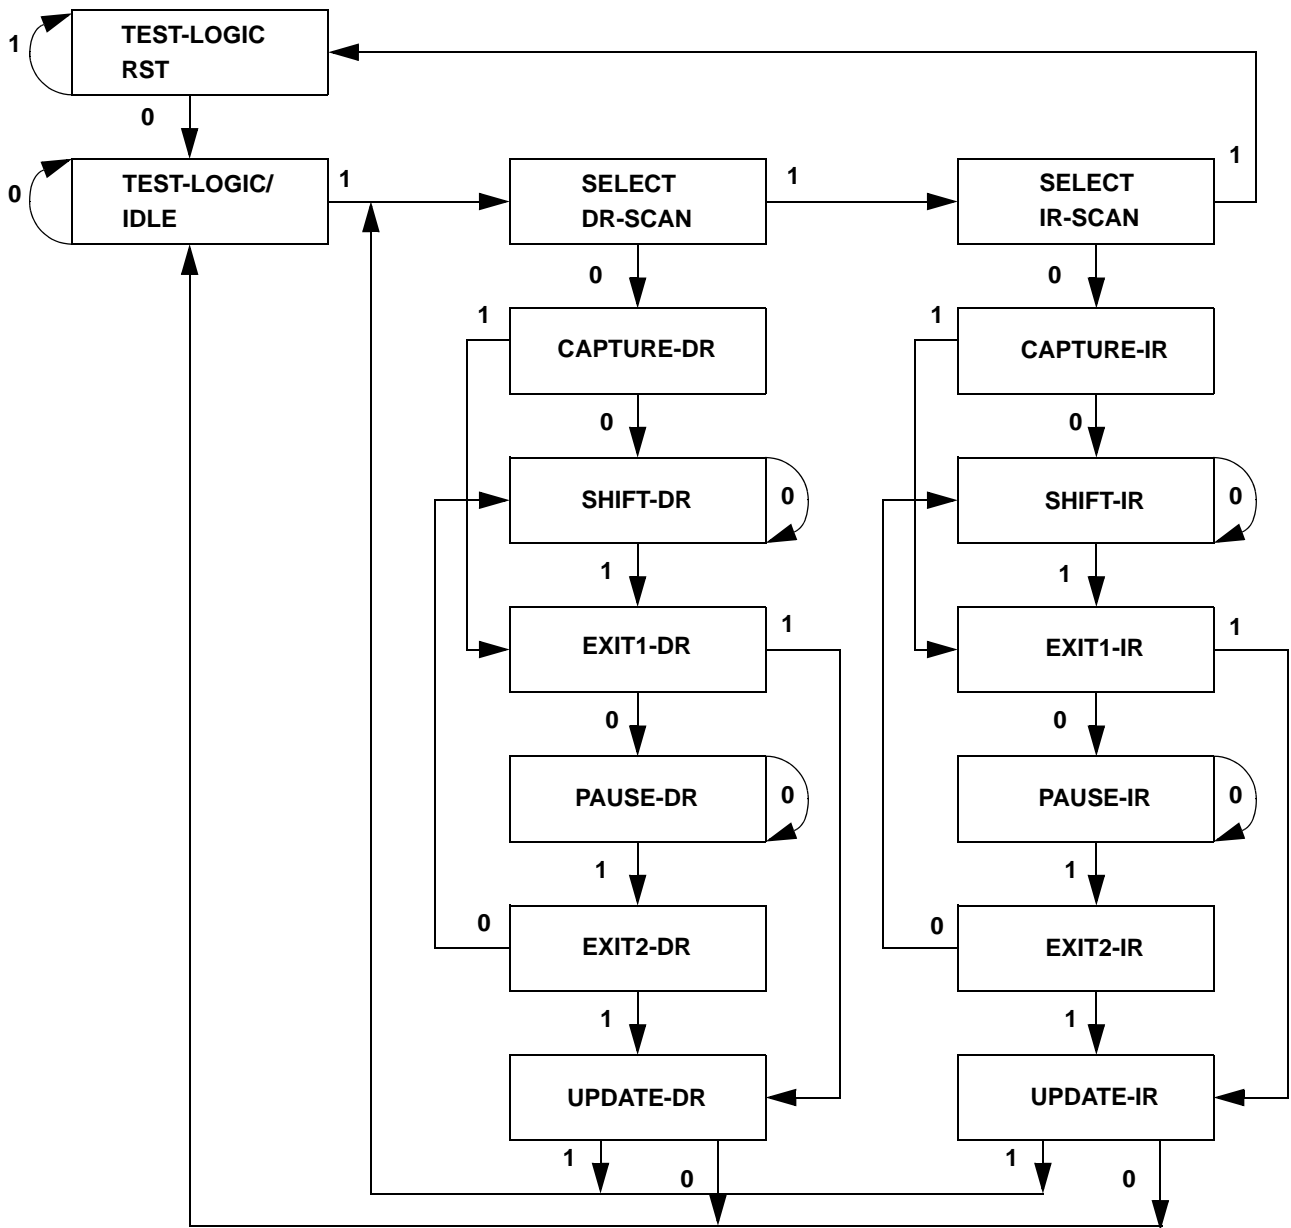 TEST-LOGIC
RST
1
0
TEST-LOGIC/
IDLE
0
1
SELECT
DR-SCAN
1
SELECT
IR-SCAN
1
0
0
1
CAPTURE-DR
1
CAPTURE-IR
0
0
SHIFT-DR
0
SHIFT-IR
0
1
1
EXIT1-DR
1
EXIT1-IR
1
0
0
PAUSE-DR
0
PAUSE-IR
0
1
1
0
EXIT2-DR
0
EXIT2-IR
1
1
UPDATE-DR
UPDATE-IR
1
0
1
0